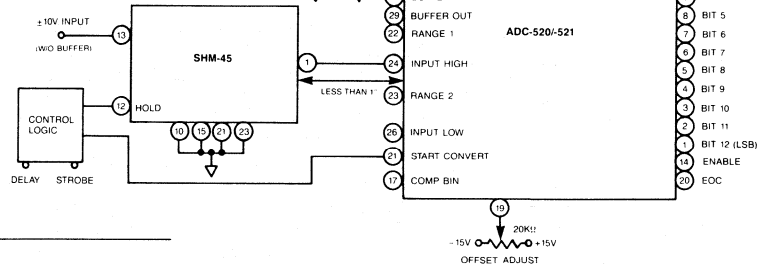 29 BUFFER OUT
22 RANGE 1
ADC-520/-521
8 BIT 5
7 BIT 6
6 BIT 7
5 BIT 8
4 BIT 9
3 BIT 10
2 BIT 11
1 BIT 12 (LSB)
14 ENABLE
20 EOC
±10V INPUT
(W/O BUFFER)
13
SHM-45
1
24 INPUT HIGH
LESS THAN 1"
23 RANGE 2
12 HOLD
CONTROL
LOGIC
10 15 21 23
26 INPUT LOW
21 START CONVERT
17 COMP BIN
DELAY STROBE
19
20KΩ
-15V +15V
OFFSET ADJUST